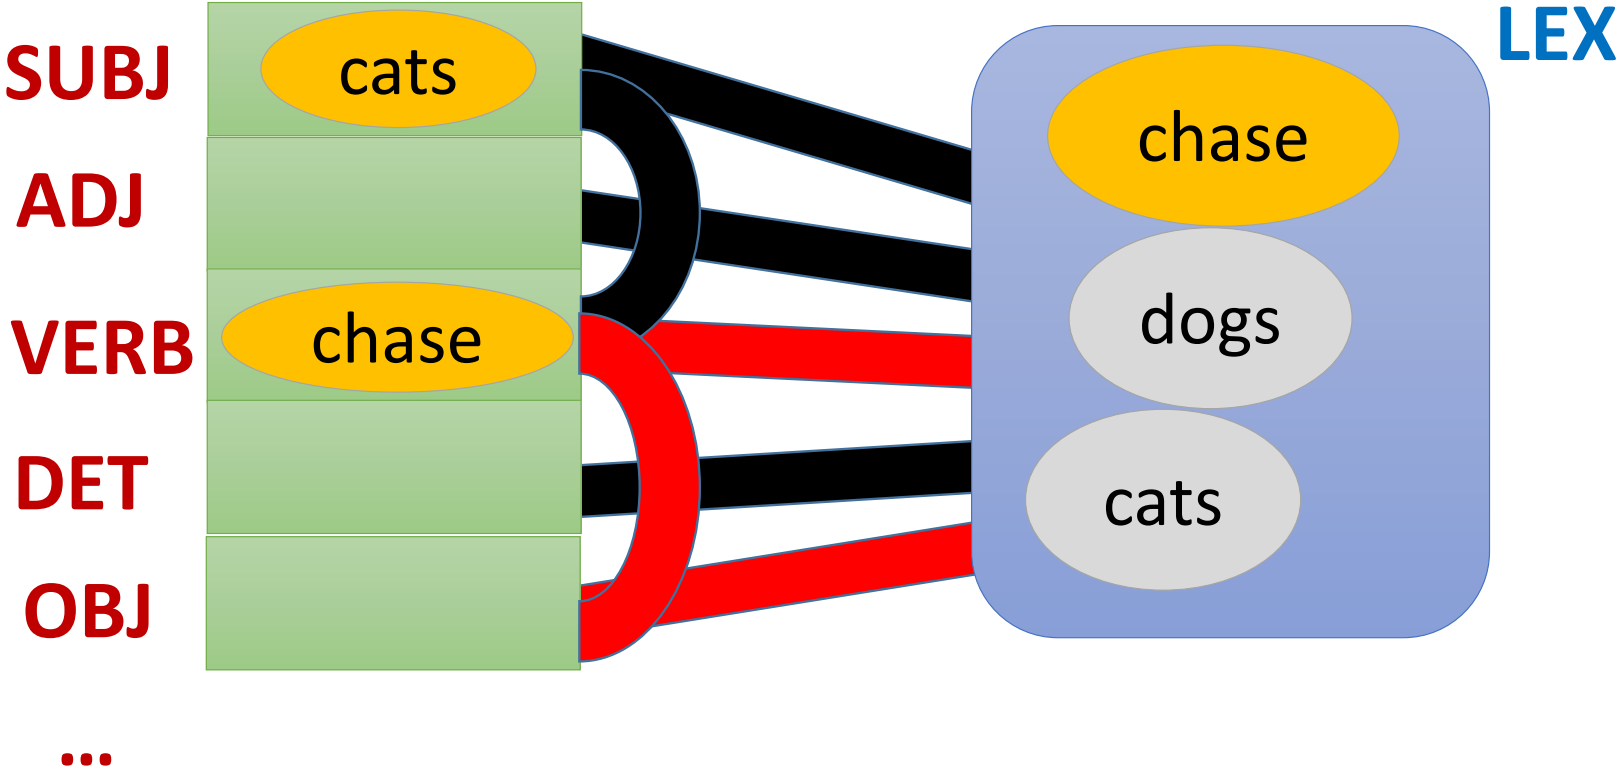 LEX
SUBJ cats
chase
ADJ
dogs
VERB chase
DET
cats
OBJ
...